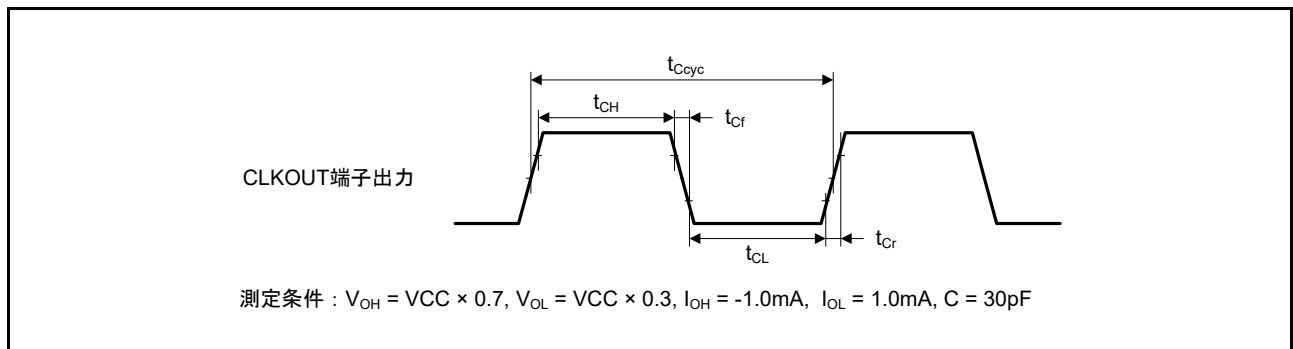 tCcyc
tCH
tCf
CLKOUT端子出力
tCL
tCr
測定条件：VOH = VCC × 0.7, VOL = VCC × 0.3, IOH = -1.0mA, IOL = 1.0mA, C = 30pF